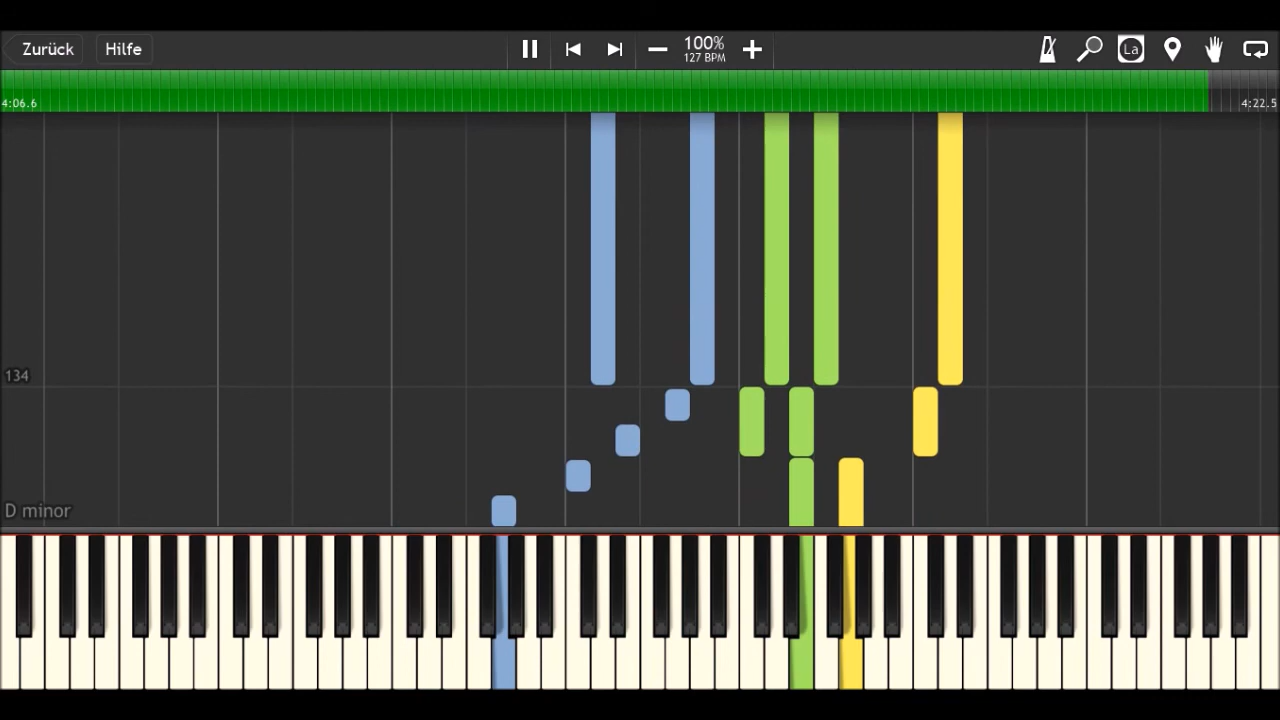 Zurück
Hilfe
100%
127 BPM
La
4:06.6
4:22.5
134
D minor